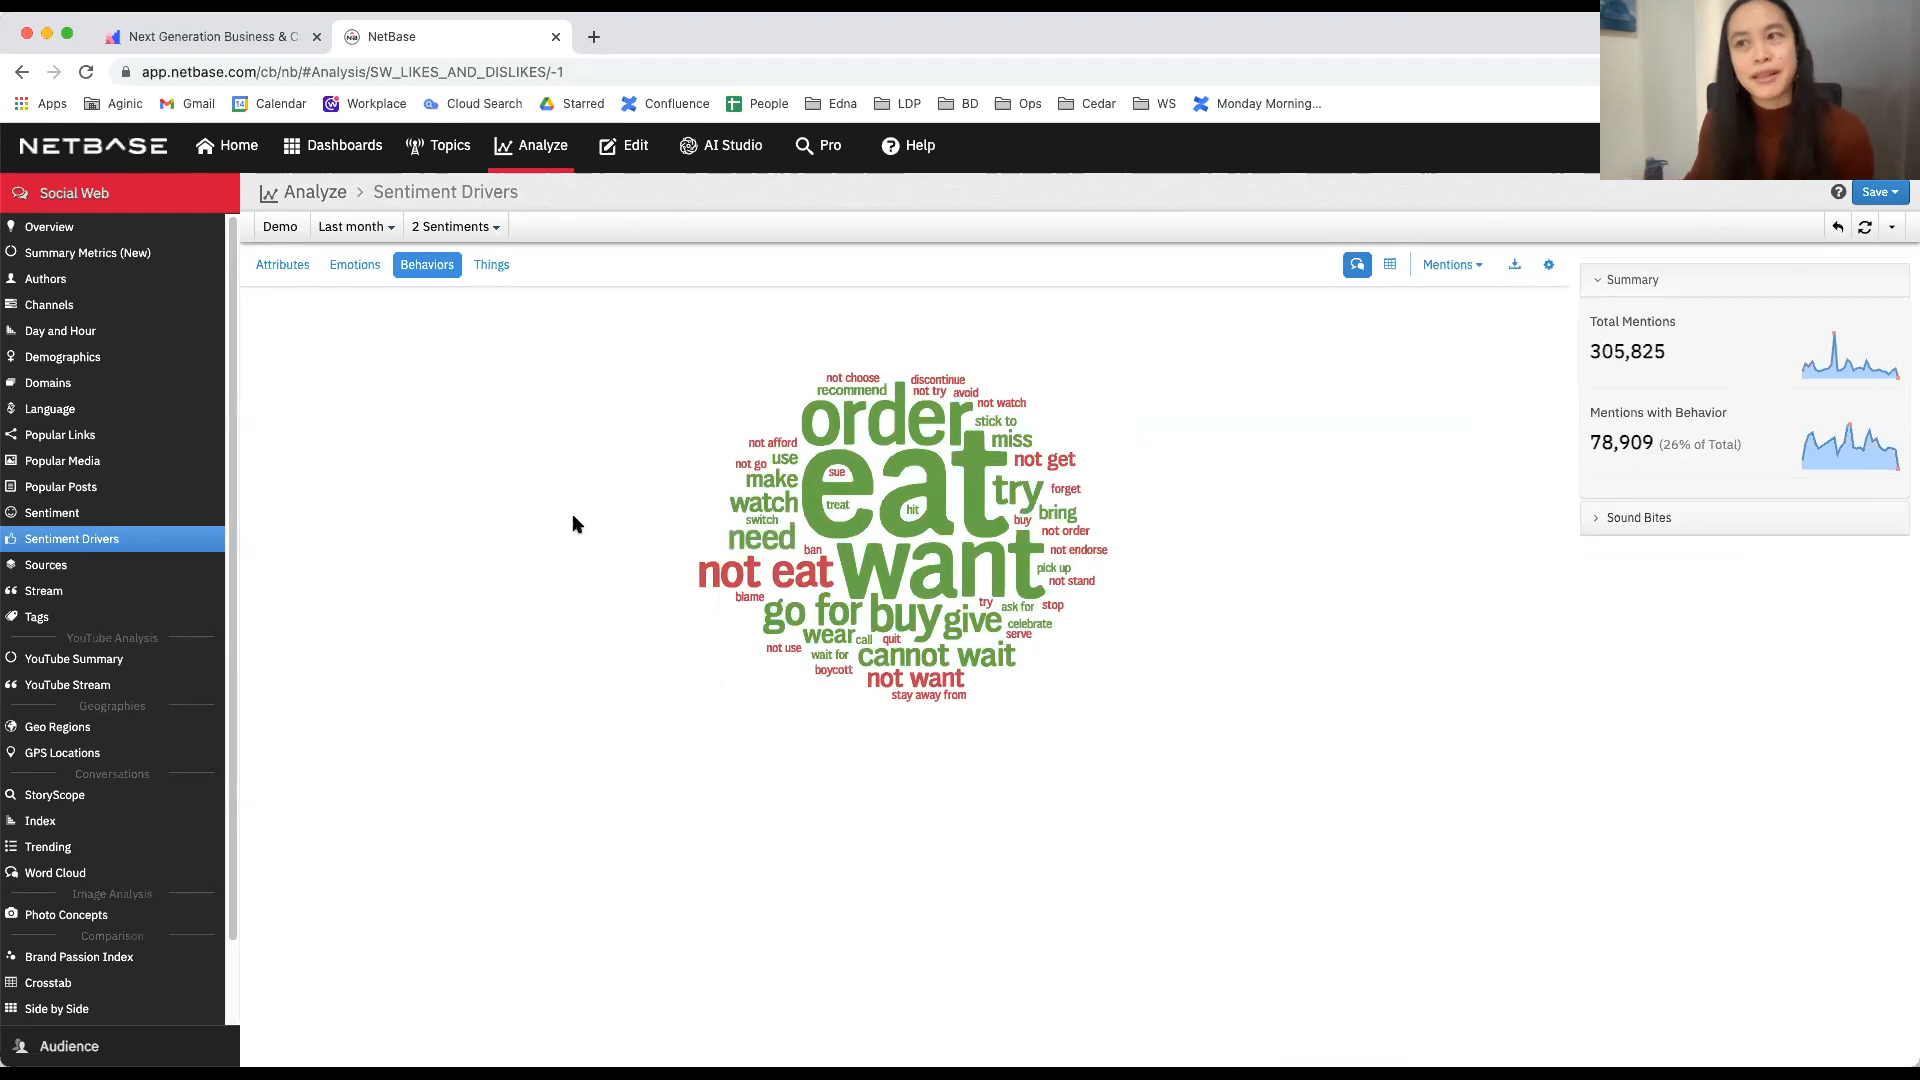 Next Generation Business & C
NetBase
app.netbase.com/cb/nb/#Analysis/SW_LIKES_AND_DISLIKES/-1
Apps
Aginic
Gmail
Calendar
Workplace
Cloud Search
Starred
Confluence
People
Edna
LDP
BD
Ops
Cedar
WS
Monday Morning...
NETBASE
Home
Dashboards
Topics
Analyze
Edit
AI Studio
Pro
Help
Social Web
Overview
Summary Metrics (New)
Authors
Channels
Day and Hour
Demographics
Domains
Language
Popular Links
Popular Media
Popular Posts
Sentiment
Sentiment Drivers
Sources
Stream
Tags
YouTube Analysis
YouTube Summary
YouTube Stream
Geographies
Geo Regions
GPS Locations
Conversations
StoryScope
Index
Trending
Word Cloud
Image Analysis
Photo Concepts
Comparison
Brand Passion Index
Crosstab
Side by Side
Audience
Analyze > Sentiment Drivers
Save
Demo
Last month
2 Sentiments
Attributes
Emotions
Behaviors
Things
Mentions
not choose
discontinue
recommend
not try
avoid
order
not watch
stick to
not afford
miss
not go
use
eat
not get
sue
make
try
forget
watch
treat
hit
bring
switch
buy
need
not order
ban
want
not endorse
not eat
pick up
not stand
blame
go for
buy
give
try
ask for
stop
celebrate
wear
call
quit
serve
not use
wait for
cannot wait
boycott
not want
stay away from
Summary
Total Mentions
305,825
Mentions with Behavior
78,909 (26% of Total)
Sound Bites